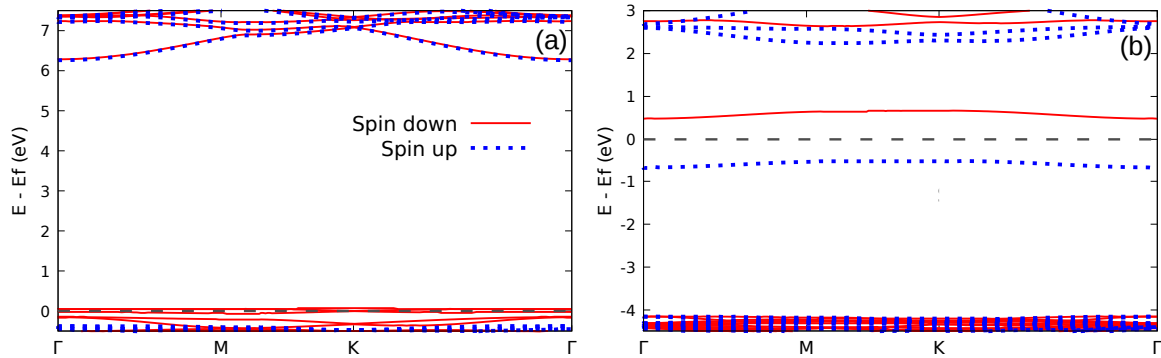 (a)
E - Ef (eV)
7
6
5
4
3
2
1
0
Spin down
Spin up
Γ M K Γ
(b)
E - Ef (eV)
3
2
1
0
-1
-2
-3
-4
Γ M K Γ